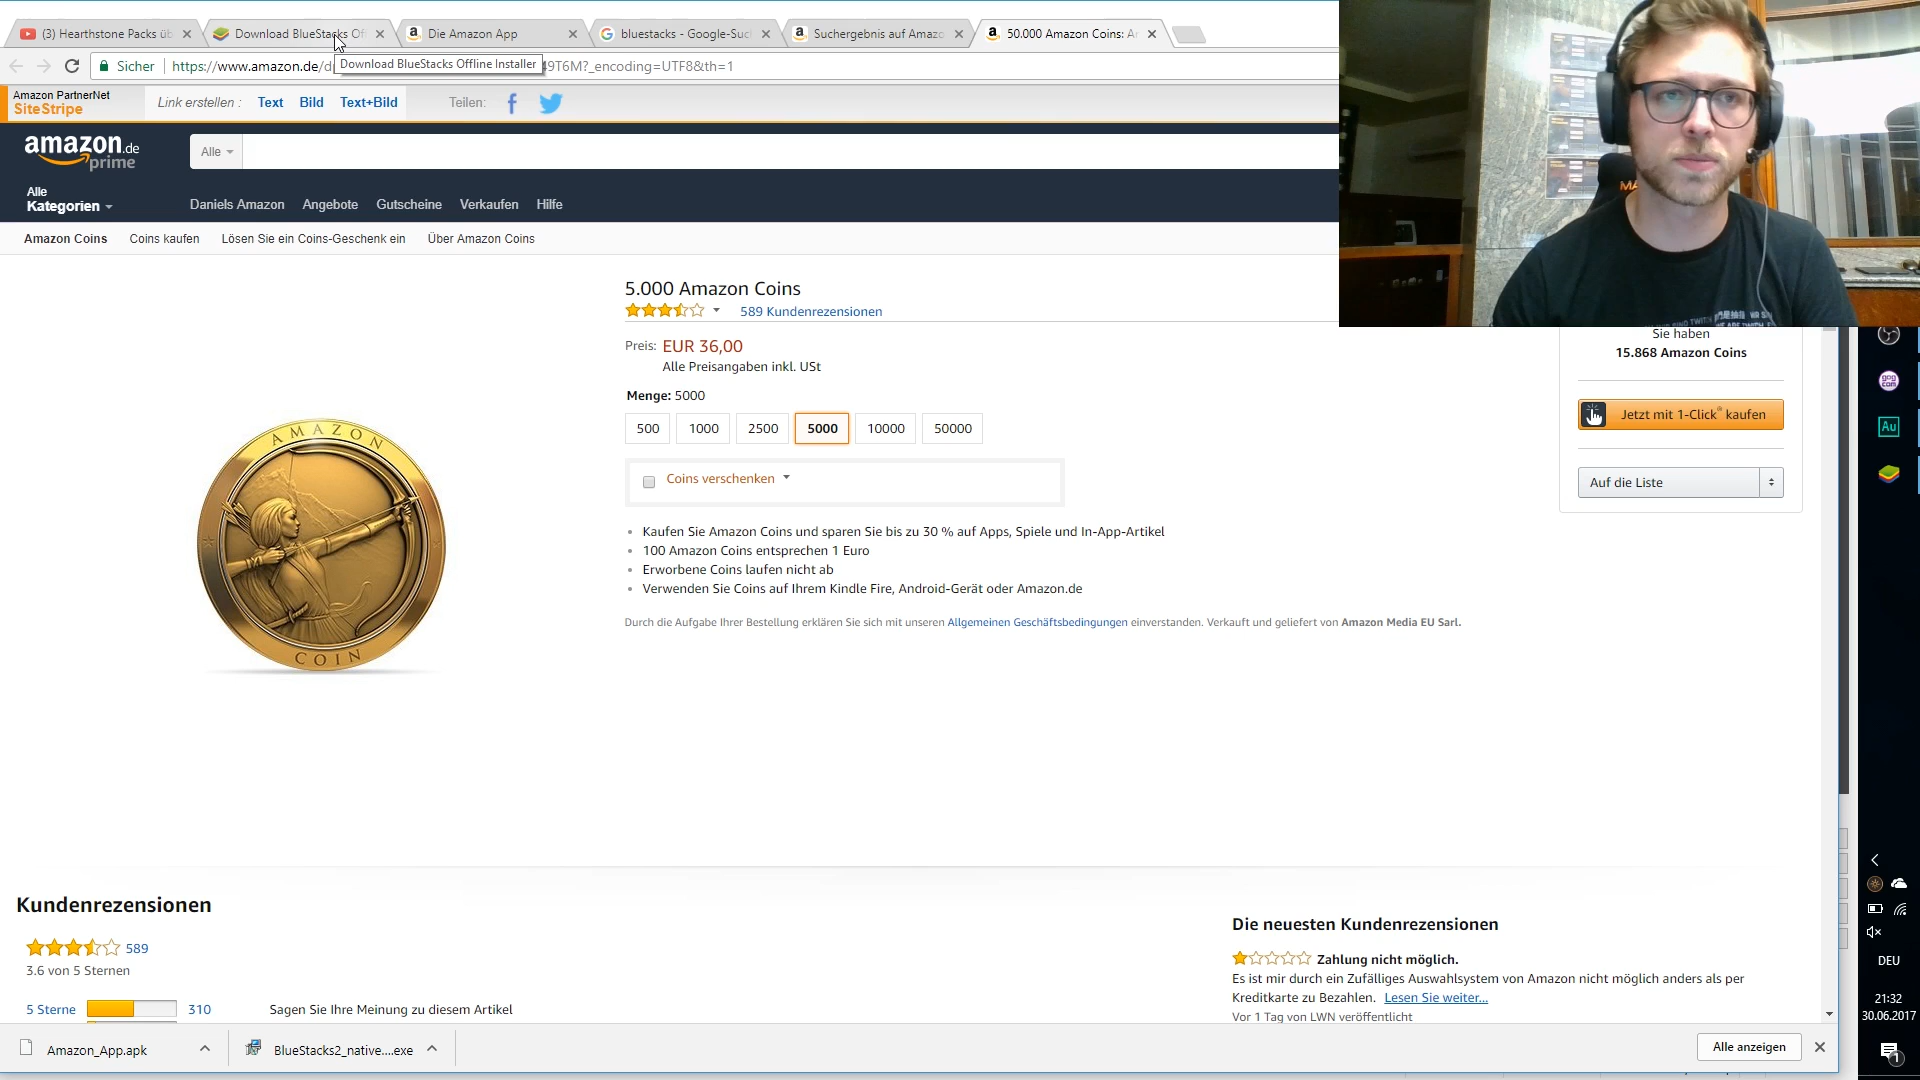 (3) Hearthstone Packs üb
Download BlueStacks Off
Die Amazon App
bluestacks - Google-Suc
Suchergebnis auf Amazo
50.000 Amazon Coins: A
Sicher
https://www.amazon.de/d
49T6M?_encoding=UTF8&th=1
Download BlueStacks Offline Installer
Amazon PartnerNet
SiteStripe
Link erstellen :
Text
Bild
Text+Bild
Teilen:
amazon.de
prime
Alle
Alle
Kategorien
Daniels Amazon
Angebote
Gutscheine
Verkaufen
Hilfe
Amazon Coins
Coins kaufen
Lösen Sie ein Coins-Geschenk ein
Über Amazon Coins
AMAZON
COIN
5.000 Amazon Coins
589 Kundenrezensionen
Preis: EUR 36,00
Alle Preisangaben inkl. USt
Menge: 5000
500
1000
2500
5000
10000
50000
Coins verschenken
Kaufen Sie Amazon Coins und sparen Sie bis zu 30 % auf Apps, Spiele und In-App-Artikel
100 Amazon Coins entsprechen 1 Euro
Erworbene Coins laufen nicht ab
Verwenden Sie Coins auf Ihrem Kindle Fire, Android-Gerät oder Amazon.de
Durch die Aufgabe Ihrer Bestellung erklären Sie sich mit unseren Allgemeinen Geschäftsbedingungen einverstanden. Verkauft und geliefert von Amazon Media EU Sarl.
Sie haben
15.868 Amazon Coins
Jetzt mit 1-Click® kaufen
Auf die Liste
Kundenrezensionen
589
3.6 von 5 Sternen
5 Sterne
310
Sagen Sie Ihre Meinung zu diesem Artikel
Die neuesten Kundenrezensionen
Zahlung nicht möglich.
Es ist mir durch ein Zufälliges Auswahlsystem von Amazon nicht möglich anders als per
Kreditkarte zu Bezahlen. Lesen Sie weiter...
Vor 1 Tag von LWN veröffentlicht
Amazon_App.apk
BlueStacks2_native....exe
Alle anzeigen
gog
com
Au
DEU
21:32
30.06.2017
1